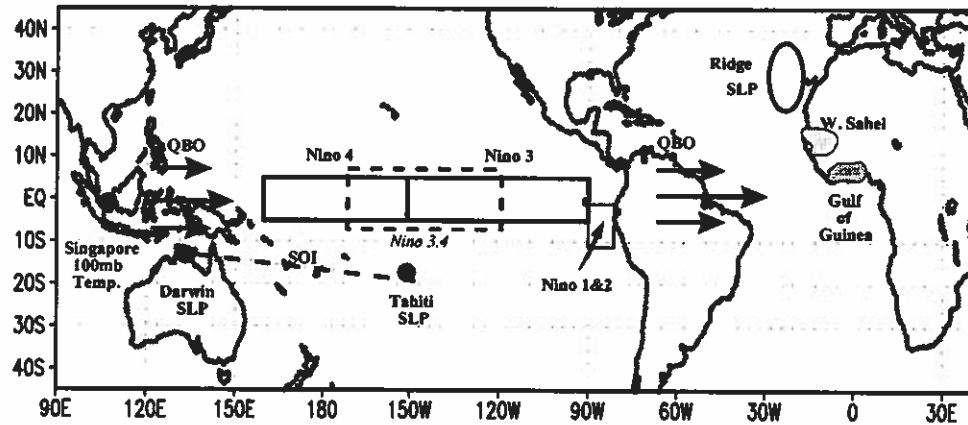 40N
30N
20N
10N
EQ
10S
20S
30S
40S
Ridge
SLP
W. Sahel
QBO
QBO
Nino 4
Nino 3
Nino 3.4
Gulf
of
Guinea
Singapore
100mb
Temp.
SOI
Nino 1&2
Darwin
SLP
Tahiti
SLP
90E
120E
150E
180
150W
120W
90W
60W
30W
0
30E